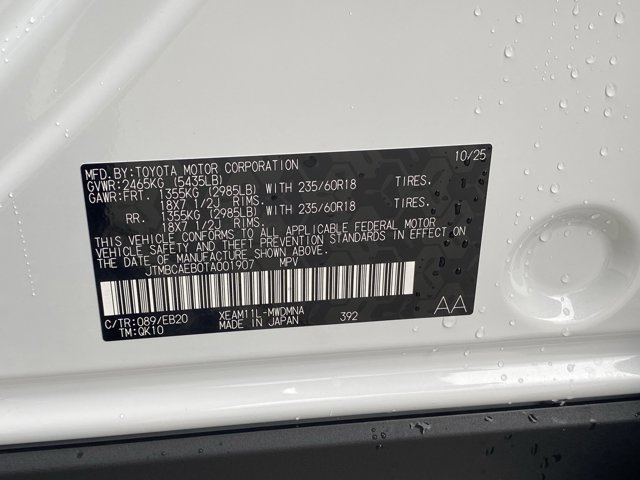 MFD.BY:TOYOTA MOTOR CORPORATION 10/25
GVWR:2465KG (5435LB)
GAWR:FRT. 1355KG (2985LB) WITH 235/60R18 TIRES.
18X7 1/2J RIMS.
RR. 1355KG (2985LB) WITH 235/60R18 TIRES.
18X7 1/2J RIMS.
THIS VEHICLE CONFORMS TO ALL APPLICABLE FEDERAL MOTOR
VEHICLE SAFETY AND THEFT PREVENTION STANDARDS IN EFFECT ON
THE DATE OF MANUFACTURE SHOWN ABOVE.
JTMBCAEB0TA001907 MPV
C/TR:089/EB20 XEAM11L-MWDMNA AA
TM:QK10 MADE IN JAPAN 392